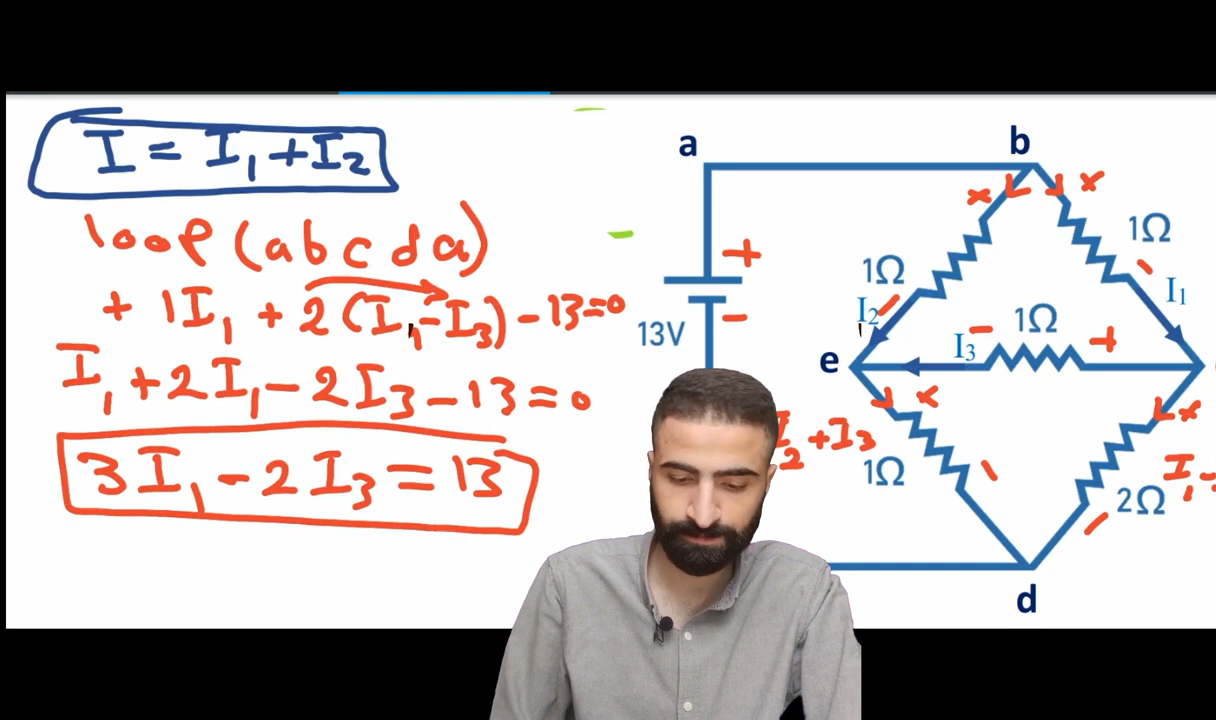 I = I₁ + I₂
loop (abcda)
+ 1I₁ + 2(I₁ - I₃) - 13 = 0
I₁ + 2I₁ - 2I₃ - 13 = 0
3I₁ - 2I₃ = 13
a
b
+
-
13V
1Ω
1Ω
I₂
I₁
1Ω
I₃
-
+
e
I₂ + I₃
1Ω
2Ω
I₁ -
d